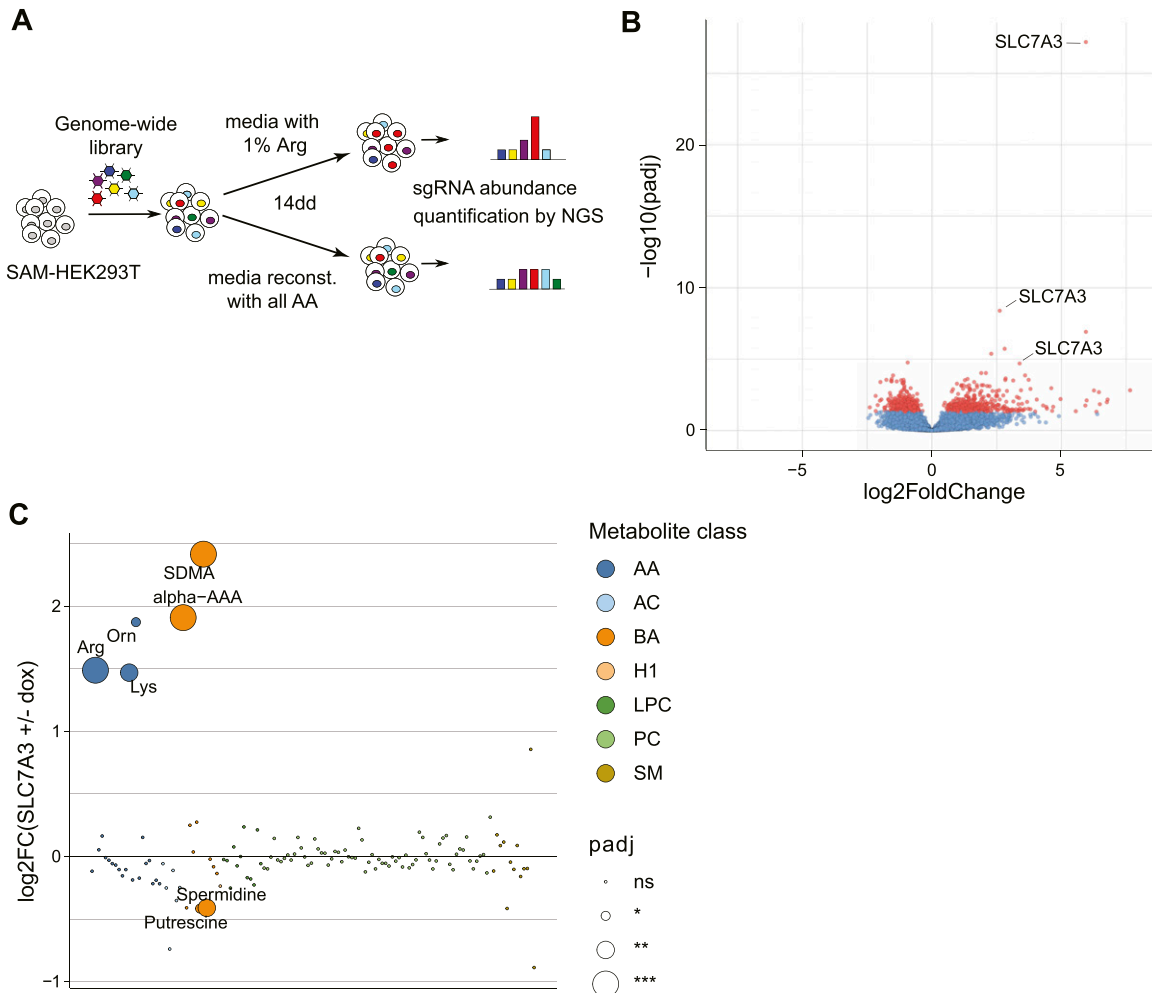 A
Genome-wide
library
SAM-HEK293T
media with
1% Arg
14dd
media reconst.
with all AA
sgRNA abundance
quantification by NGS
B
−log10(padj)
20
10
0
SLC7A3
SLC7A3
SLC7A3
−5
0
5
log2FoldChange
C
log2FC(SLC7A3 +/- dox)
2
1
0
−1
SDMA
alpha−AAA
Orn
Arg
Lys
Spermidine
Putrescine
Metabolite class
AA
AC
BA
H1
LPC
PC
SM
padj
ns
*
**
***